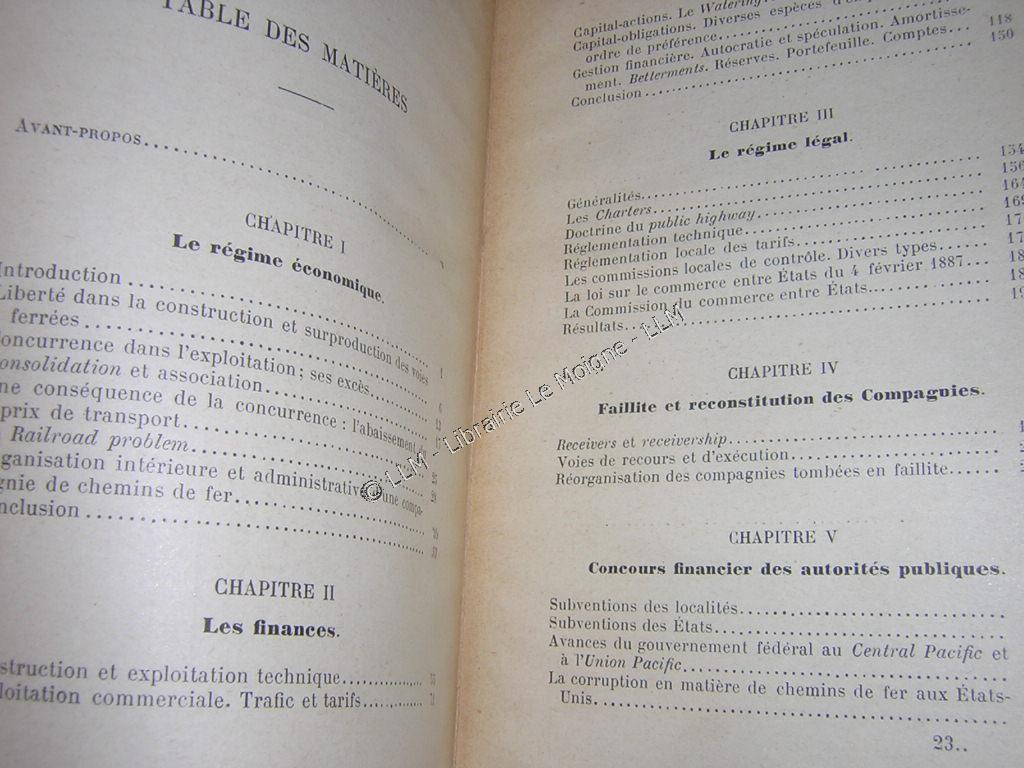 TABLE DES MATIÈRES
AVANT-PROPOS
CHAPITRE I
Le régime économique.
Introduction
Liberté dans la construction et surproduction des voies
ferrées
oncurrence dans l'exploitation; ses excès
onsolidation et association
ne conséquence de la concurrence : l'abaissement
prix de transport
Railroad problem
rganisation intérieure et administrative une compa-
gnie de chemins de fer
nclusion
CHAPITRE II
Les finances.
struction et exploitation technique
loitation commerciale. Trafic et tarifs
Capital-actions. Le Watering.
Capital-obligations. Diverses espèces
ordre de préférence
Gestion financière. Autocratie et spéculation. Amortisse-
ment. Betterments. Réserves. Portefeuille. Comptes... 118
Conclusion 150
CHAPITRE III
Le régime légal.
Généralités
Les Charters
Doctrine du public highway
Réglementation technique
Réglementation locale des tarifs
Les commissions locales de contrôle. Divers types
La loi sur le commerce entre États du 4 février 1887
La Commission du commerce entre États
Résultats
CHAPITRE IV
Faillite et reconstitution des Compagnies.
Receivers et receivership
Voies de recours et d'exécution
Réorganisation des compagnies tombées en faillite
CHAPITRE V
Concours financier des autorités publiques.
Subventions des localités
Subventions des États
Avances du gouvernement fédéral au Central Pacific et
à l'Union Pacific
La corruption en matière de chemins de fer aux États-
Unis
23..
© LLM - Librairie Le Moigne - LLM